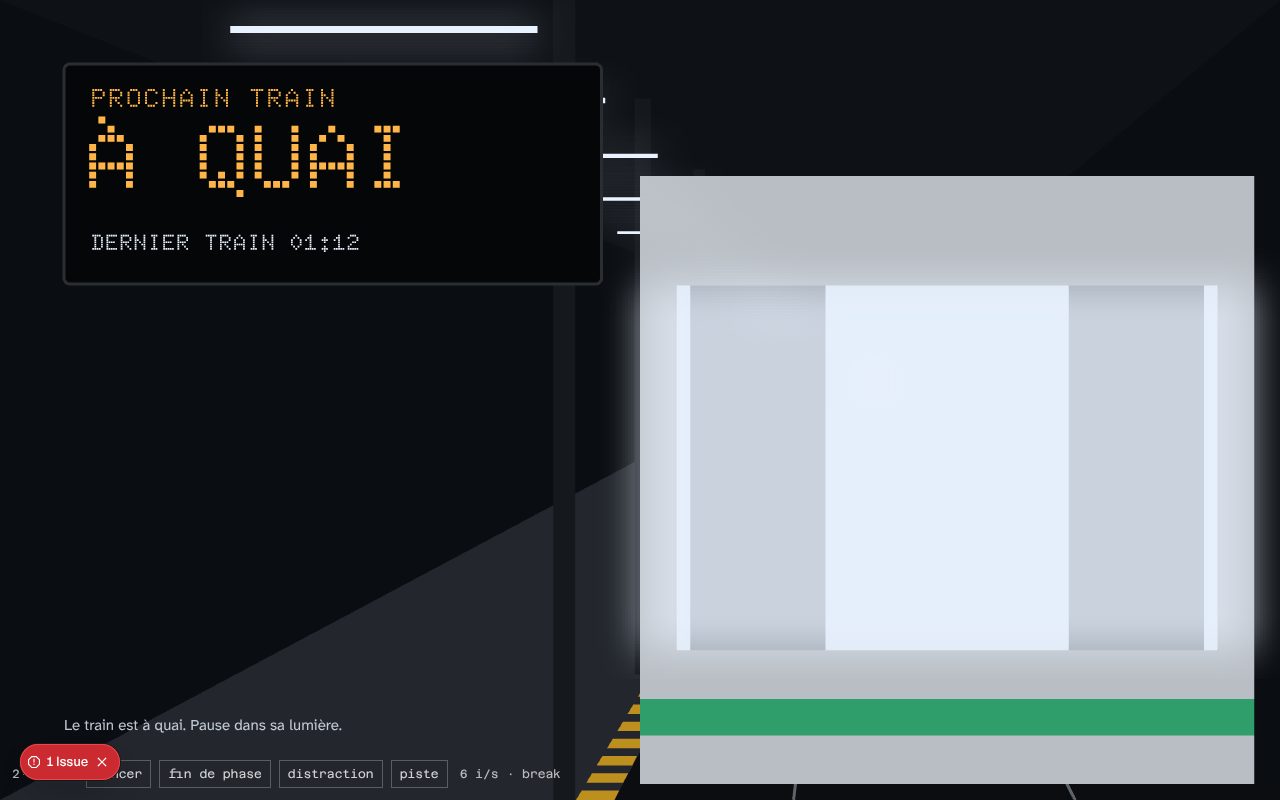 PROCHAIN TRAIN
À QUAI
DERNIER TRAIN 01:12
Le train est à quai. Pause dans sa lumière.
1 Issue
fin de phase
distraction
piste
6 i/s · break